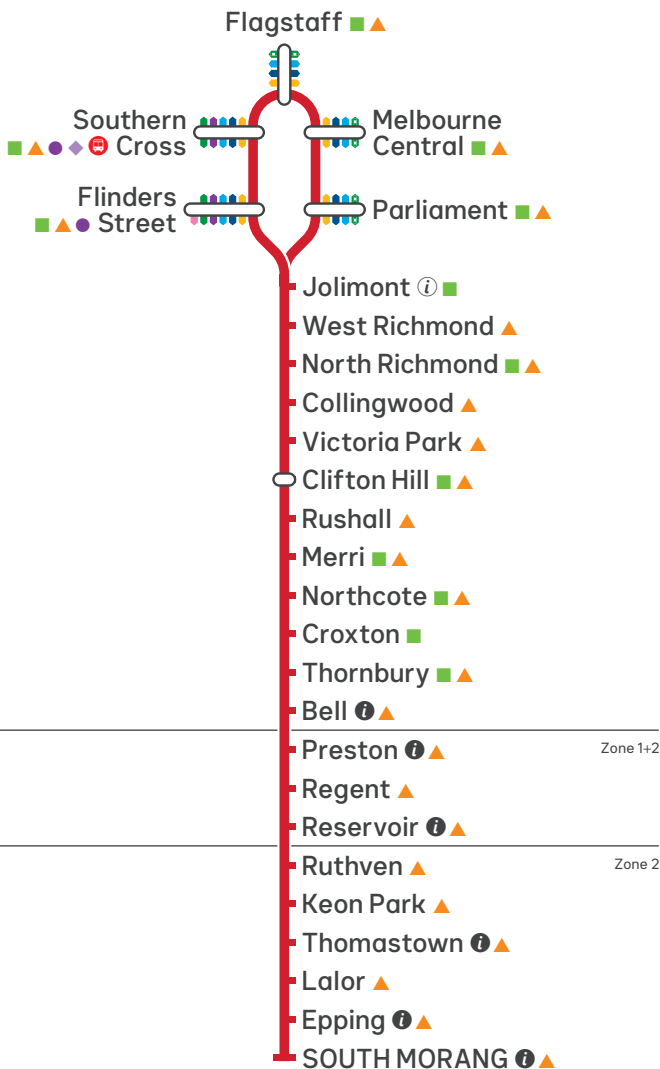 Flagstaff
Southern
Cross
Melbourne
Central
Flinders
Street
Parliament
Jolimont i
West Richmond
North Richmond
Collingwood
Victoria Park
Clifton Hill
Rushall
Merri
Northcote
Croxton
Thornbury
Bell i
Preston i
Zone 1+2
Regent
Reservoir i
Ruthven
Zone 2
Keon Park
Thomastown i
Lalor
Epping i
SOUTH MORANG i